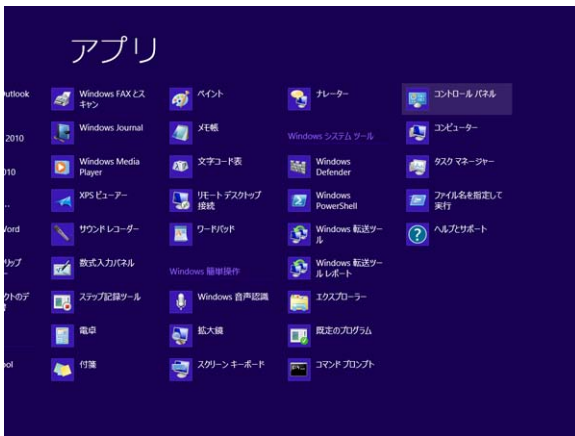 アプリ
utlook
2010
010
..
Vord
リップ
ー
クトのデ
ool
Windows FAX とス
キャン
Windows Journal
Windows Media
Player
XPS ビューアー
サウンド レコーダー
数式入力パネル
ステップ記録ツール
電卓
付箋
ペイント
メモ帳
文字コード表
リモート デスクトップ
接続
ワードパッド
Windows 簡単操作
Windows 音声認識
拡大鏡
スクリーン キーボード
ナレーター
Windows システム ツール
Windows
Defender
Windows
PowerShell
Windows 転送ツー
ル
Windows 転送ツー
ル レポート
エクスプローラー
既定のプログラム
コマンド プロンプト
コントロール パネル
コンピューター
タスク マネージャー
ファイル名を指定して
実行
ヘルプとサポート